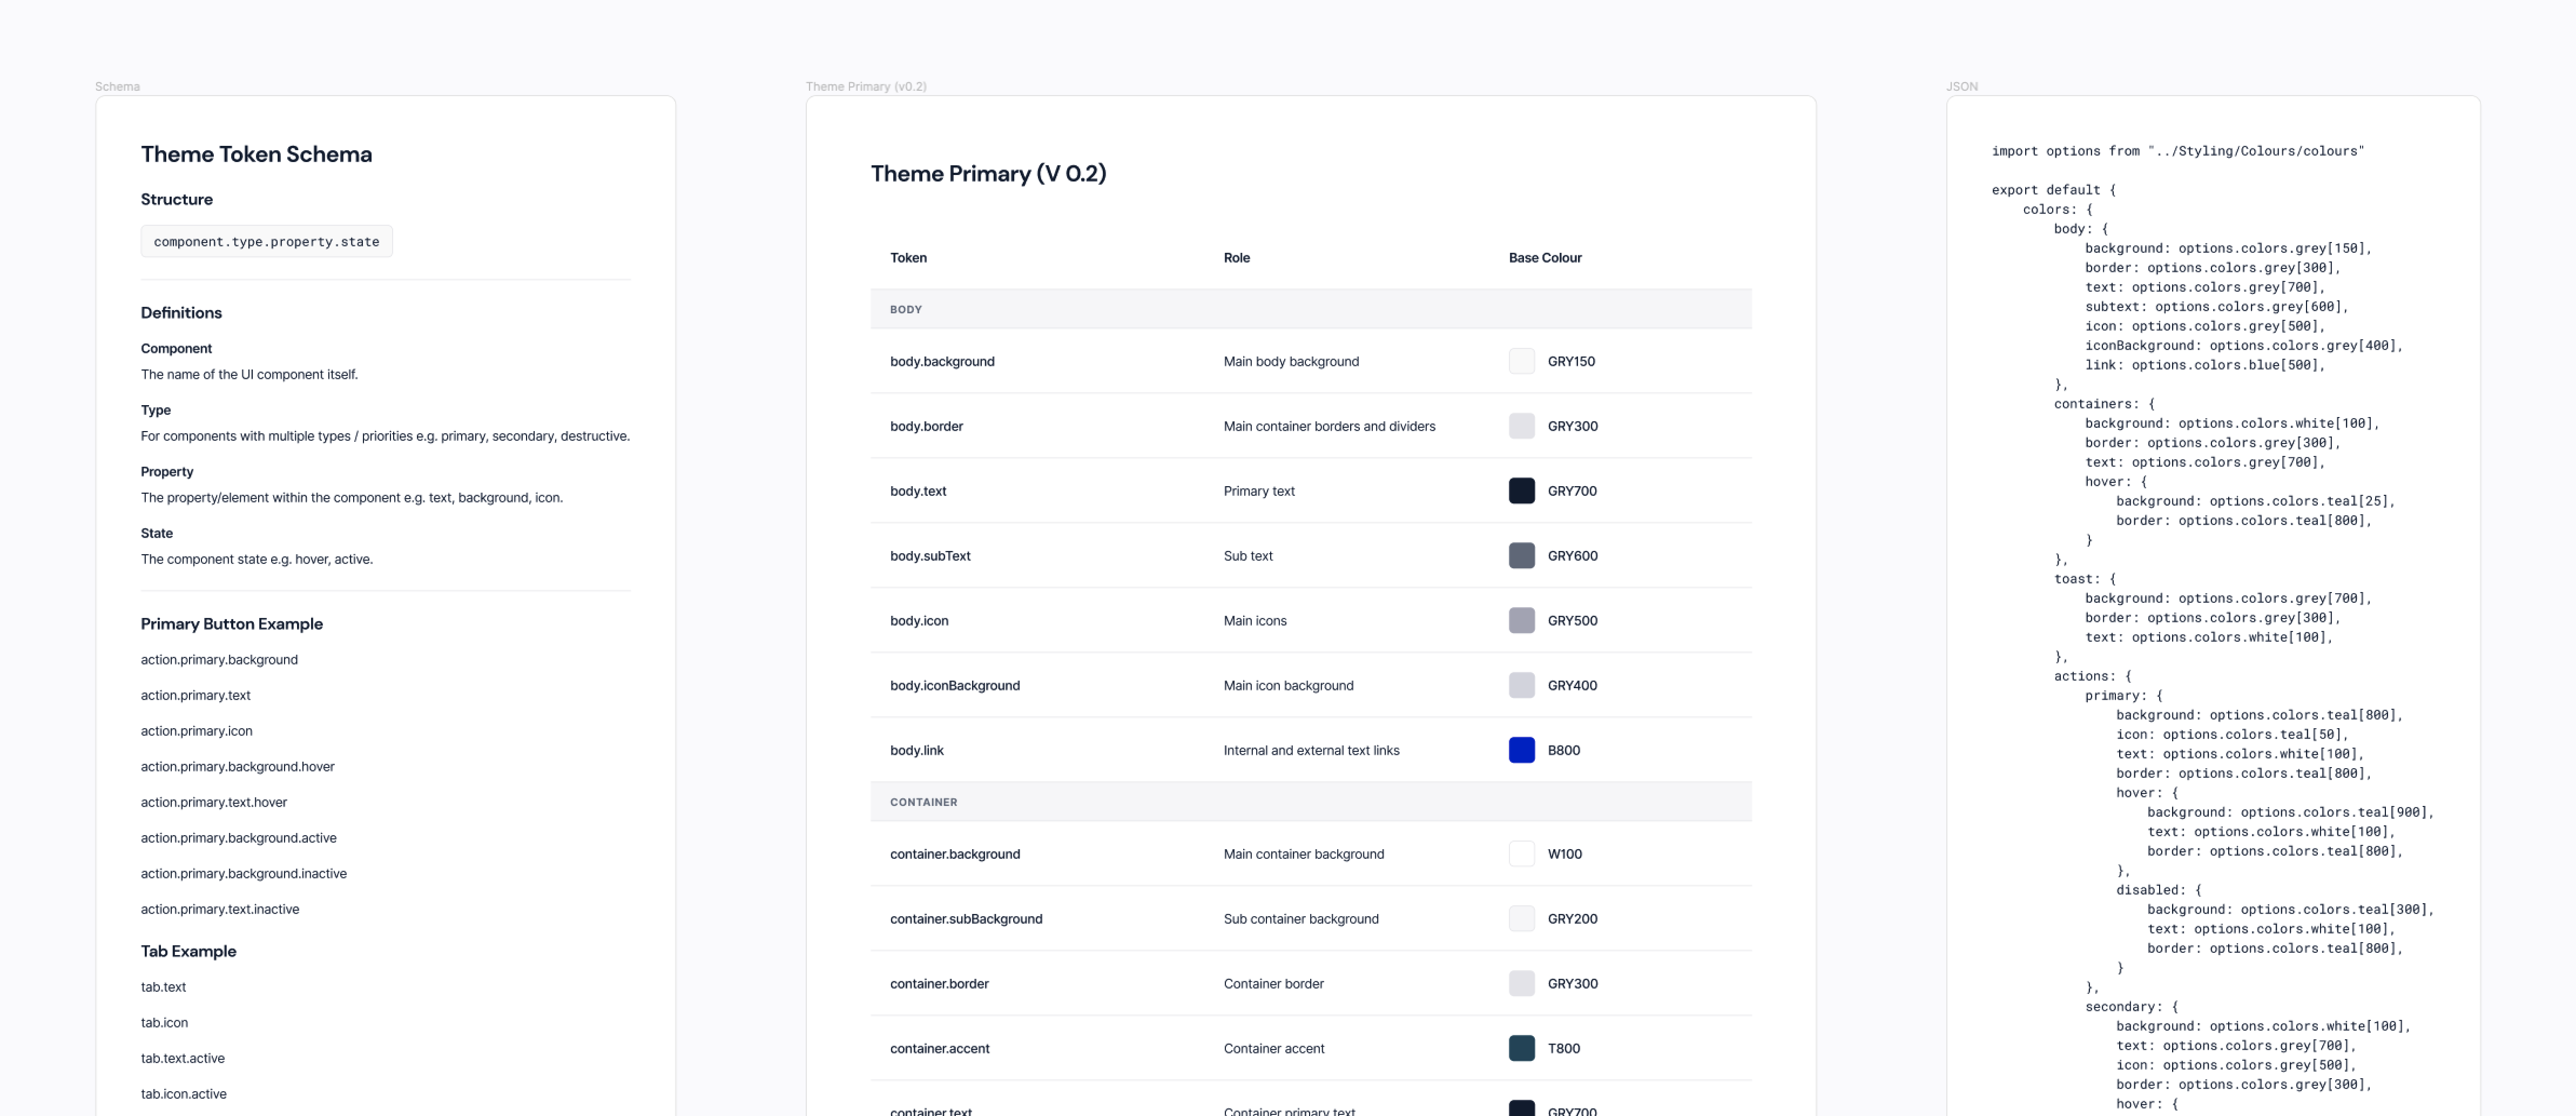 Schema
Theme Token Schema
Structure
component.type.property.state
Definitions
Component
The name of the UI component itself.
Type
For components with multiple types / priorities e.g. primary, secondary, destructive.
Property
The property/element within the component e.g. text, background, icon.
State
The component state e.g. hover, active.
Primary Button Example
action.primary.background
action.primary.text
action.primary.icon
action.primary.background.hover
action.primary.text.hover
action.primary.background.active
action.primary.background.inactive
action.primary.text.inactive
Tab Example
tab.text
tab.icon
tab.text.active
tab.icon.active
Theme Primary (v0.2)
Theme Primary (V 0.2)
Token Role Base Colour
BODY
body.background Main body background GRY150
body.border Main container borders and dividers GRY300
body.text Primary text GRY700
body.subText Sub text GRY600
body.icon Main icons GRY500
body.iconBackground Main icon background GRY400
body.link Internal and external text links B800
CONTAINER
container.background Main container background W100
container.subBackground Sub container background GRY200
container.border Container border GRY300
container.accent Container accent T800
container.text Container primary text GRY700
JSON
import options from "../Styling/Colours/colours"
export default {
colors: {
body: {
background: options.colors.grey[150],
border: options.colors.grey[300],
text: options.colors.grey[700],
subtext: options.colors.grey[600],
icon: options.colors.grey[500],
iconBackground: options.colors.grey[400],
link: options.colors.blue[500],
},
containers: {
background: options.colors.white[100],
border: options.colors.grey[300],
text: options.colors.grey[700],
hover: {
background: options.colors.teal[25],
border: options.colors.teal[800],
}
},
toast: {
background: options.colors.grey[700],
border: options.colors.grey[300],
text: options.colors.white[100],
},
actions: {
primary: {
background: options.colors.teal[800],
icon: options.colors.teal[50],
text: options.colors.white[100],
border: options.colors.teal[800],
hover: {
background: options.colors.teal[900],
text: options.colors.white[100],
border: options.colors.teal[800],
},
disabled: {
background: options.colors.teal[300],
text: options.colors.white[100],
border: options.colors.teal[800],
}
},
secondary: {
background: options.colors.white[100],
text: options.colors.grey[700],
icon: options.colors.grey[500],
border: options.colors.grey[300],
hover: {